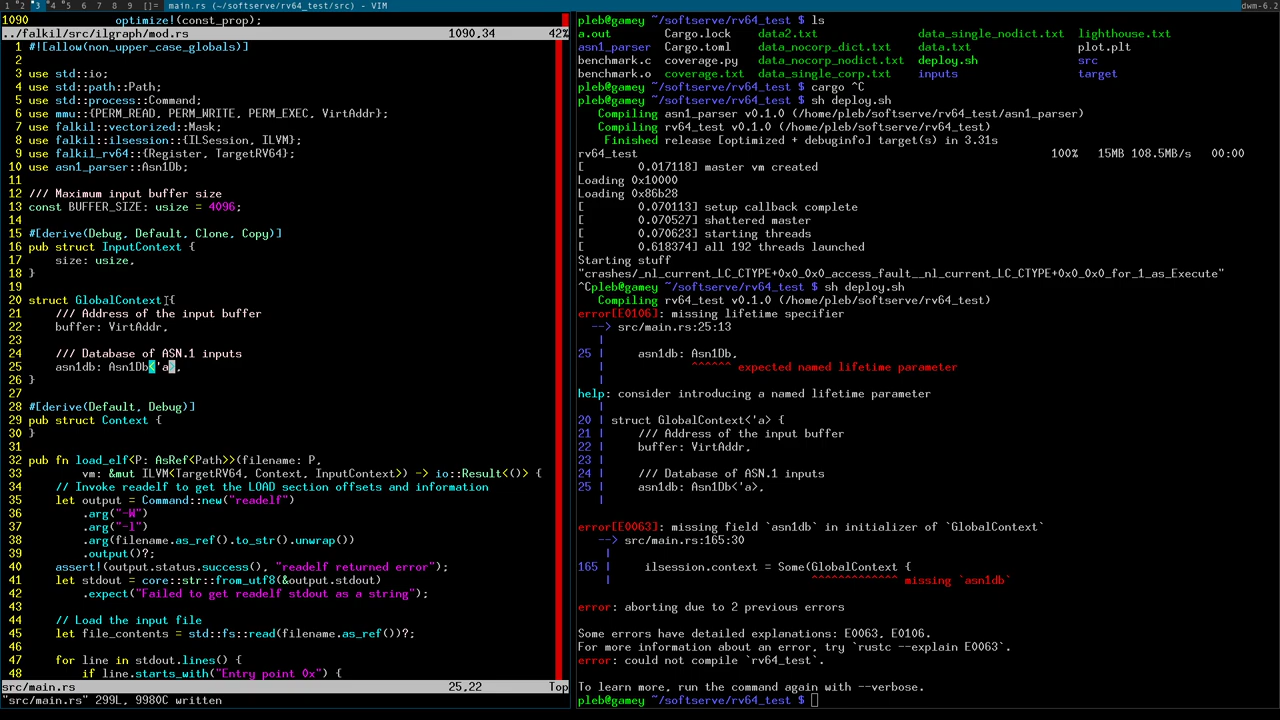 1 2 3 4 5 6 7 8 9 []= main.rs (~/softserve/rv64_test/src) - VIM
dwm-6.2
1090 optimize!(const_prop);
../falkil/src/ilgraph/mod.rs 1090,34 42%
1 #![allow(non_upper_case_globals)]
2
3 use std::io;
4 use std::path::Path;
5 use std::process::Command;
6 use mmu::{PERM_READ, PERM_WRITE, PERM_EXEC, VirtAddr};
7 use falkil::vectorized::Mask;
8 use falkil::ilsession::{ILSession, ILVM};
9 use falkil_rv64::{Register, TargetRV64};
10 use asn1_parser::Asn1Db;
11
12 /// Maximum input buffer size
13 const BUFFER_SIZE: usize = 4096;
14
15 #[derive(Debug, Default, Clone, Copy)]
16 pub struct InputContext {
17 size: usize,
18 }
19
20 struct GlobalContext {
21 /// Address of the input buffer
22 buffer: VirtAddr,
23
24 /// Database of ASN.1 inputs
25 asn1db: Asn1Db<'a>,
26 }
27
28 #[derive(Default, Debug)]
29 pub struct Context {
30 }
31
32 pub fn load_elf<P: AsRef<Path>>(filename: P,
33 vm: &mut ILVM<TargetRV64, Context, InputContext>) -> io::Result<()> {
34 // Invoke readelf to get the LOAD section offsets and information
35 let output = Command::new("readelf")
36 .arg("-W")
37 .arg("-l")
38 .arg(filename.as_ref().to_str().unwrap())
39 .output()?;
40 assert!(output.status.success(), "readelf returned error");
41 let stdout = core::str::from_utf8(&output.stdout)
42 .expect("Failed to get readelf stdout as a string");
43
44 // Load the input file
45 let file_contents = std::fs::read(filename.as_ref())?;
46
47 for line in stdout.lines() {
48 if line.starts_with("Entry point 0x") {
src/main.rs 25,22 Top
"src/main.rs" 299L, 9980C written
pleb@gamey ~/softserve/rv64_test $ ls
a.out Cargo.lock data2.txt data_single_nodict.txt lighthouse.txt
asn1_parser Cargo.toml data_nocorp_dict.txt data.txt plot.plt
benchmark.c coverage.py data_nocorp_nodict.txt deploy.sh src
benchmark.o coverage.txt data_single_corp.txt inputs target
pleb@gamey ~/softserve/rv64_test $ cargo ^C
pleb@gamey ~/softserve/rv64_test $ sh deploy.sh
Compiling asn1_parser v0.1.0 (/home/pleb/softserve/rv64_test/asn1_parser)
Compiling rv64_test v0.1.0 (/home/pleb/softserve/rv64_test)
Finished release [optimized + debuginfo] target(s) in 3.31s
rv64_test 100% 15MB 108.5MB/s 00:00
[ 0.017118] master vm created
Loading 0x10000
Loading 0x86b28
[ 0.070113] setup callback complete
[ 0.070527] shattered master
[ 0.070623] starting threads
[ 0.618374] all 192 threads launched
Starting stuff
"crashes/_nl_current_LC_CTYPE+0x0_0x0_access_fault__nl_current_LC_CTYPE+0x0_0x0_for_1_as_Execute"
^Cpleb@gamey ~/softserve/rv64_test $ sh deploy.sh
Compiling rv64_test v0.1.0 (/home/pleb/softserve/rv64_test)
error[E0106]: missing lifetime specifier
--> src/main.rs:25:13
|
25 | asn1db: Asn1Db,
| ^^^^^^ expected named lifetime parameter
|
help: consider introducing a named lifetime parameter
|
20 | struct GlobalContext<'a> {
21 | /// Address of the input buffer
22 | buffer: VirtAddr,
23 |
24 | /// Database of ASN.1 inputs
25 | asn1db: Asn1Db<'a>,
|
error[E0063]: missing field `asn1db` in initializer of `GlobalContext`
--> src/main.rs:165:30
|
165 | ilsession.context = Some(GlobalContext {
| ^^^^^^^^^^^^^ missing `asn1db`
error: aborting due to 2 previous errors
Some errors have detailed explanations: E0063, E0106.
For more information about an error, try `rustc --explain E0063`.
error: could not compile `rv64_test`.
To learn more, run the command again with --verbose.
pleb@gamey ~/softserve/rv64_test $